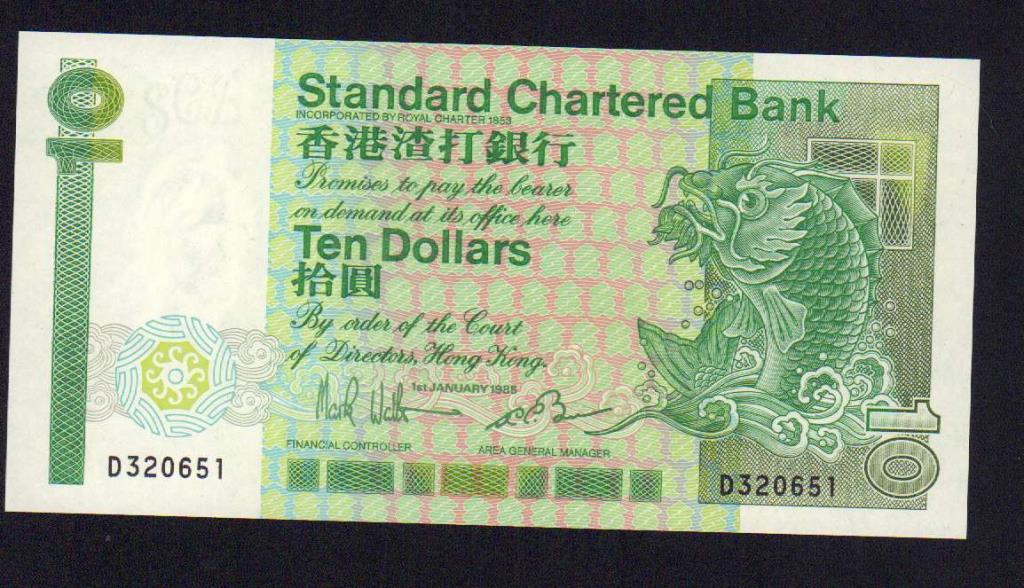 10
Standard Chartered Bank
INCORPORATED BY ROYAL CHARTER 1853
香港渣打銀行
Promises to pay the bearer
on demand at its office here
Ten Dollars
拾圓
By order of the Court
of Directors, Hong Kong.
1st JANUARY 1985
FINANCIAL CONTROLLER
AREA GENERAL MANAGER
D320651
D320651
10